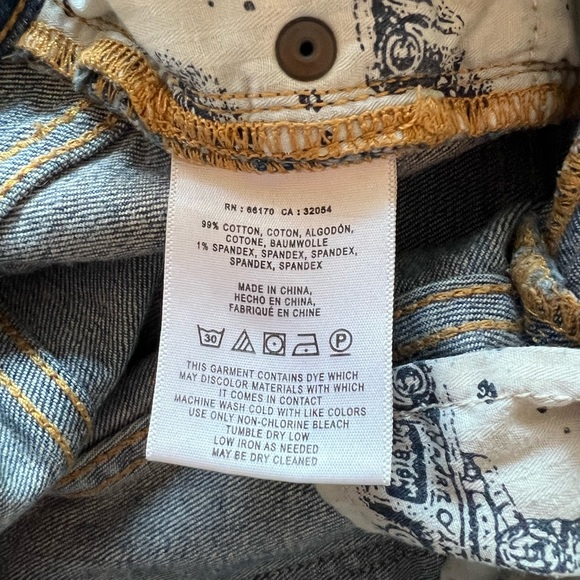 RN : 66170 CA : 32054
99% COTTON, COTON, ALGODÓN,
COTONE, BAUMWOLLE
1% SPANDEX, SPANDEX, SPANDEX,
SPANDEX, SPANDEX
MADE IN CHINA,
HECHO EN CHINA,
FABRIQUÉ EN CHINE
30 P
THIS GARMENT CONTAINS DYE WHICH
MAY DISCOLOR MATERIALS WITH WHICH
IT COMES IN CONTACT
MACHINE WASH COLD WITH LIKE COLORS
USE ONLY NON-CHLORINE BLEACH
TUMBLE DRY LOW
LOW IRON AS NEEDED
MAY BE DRY CLEANED